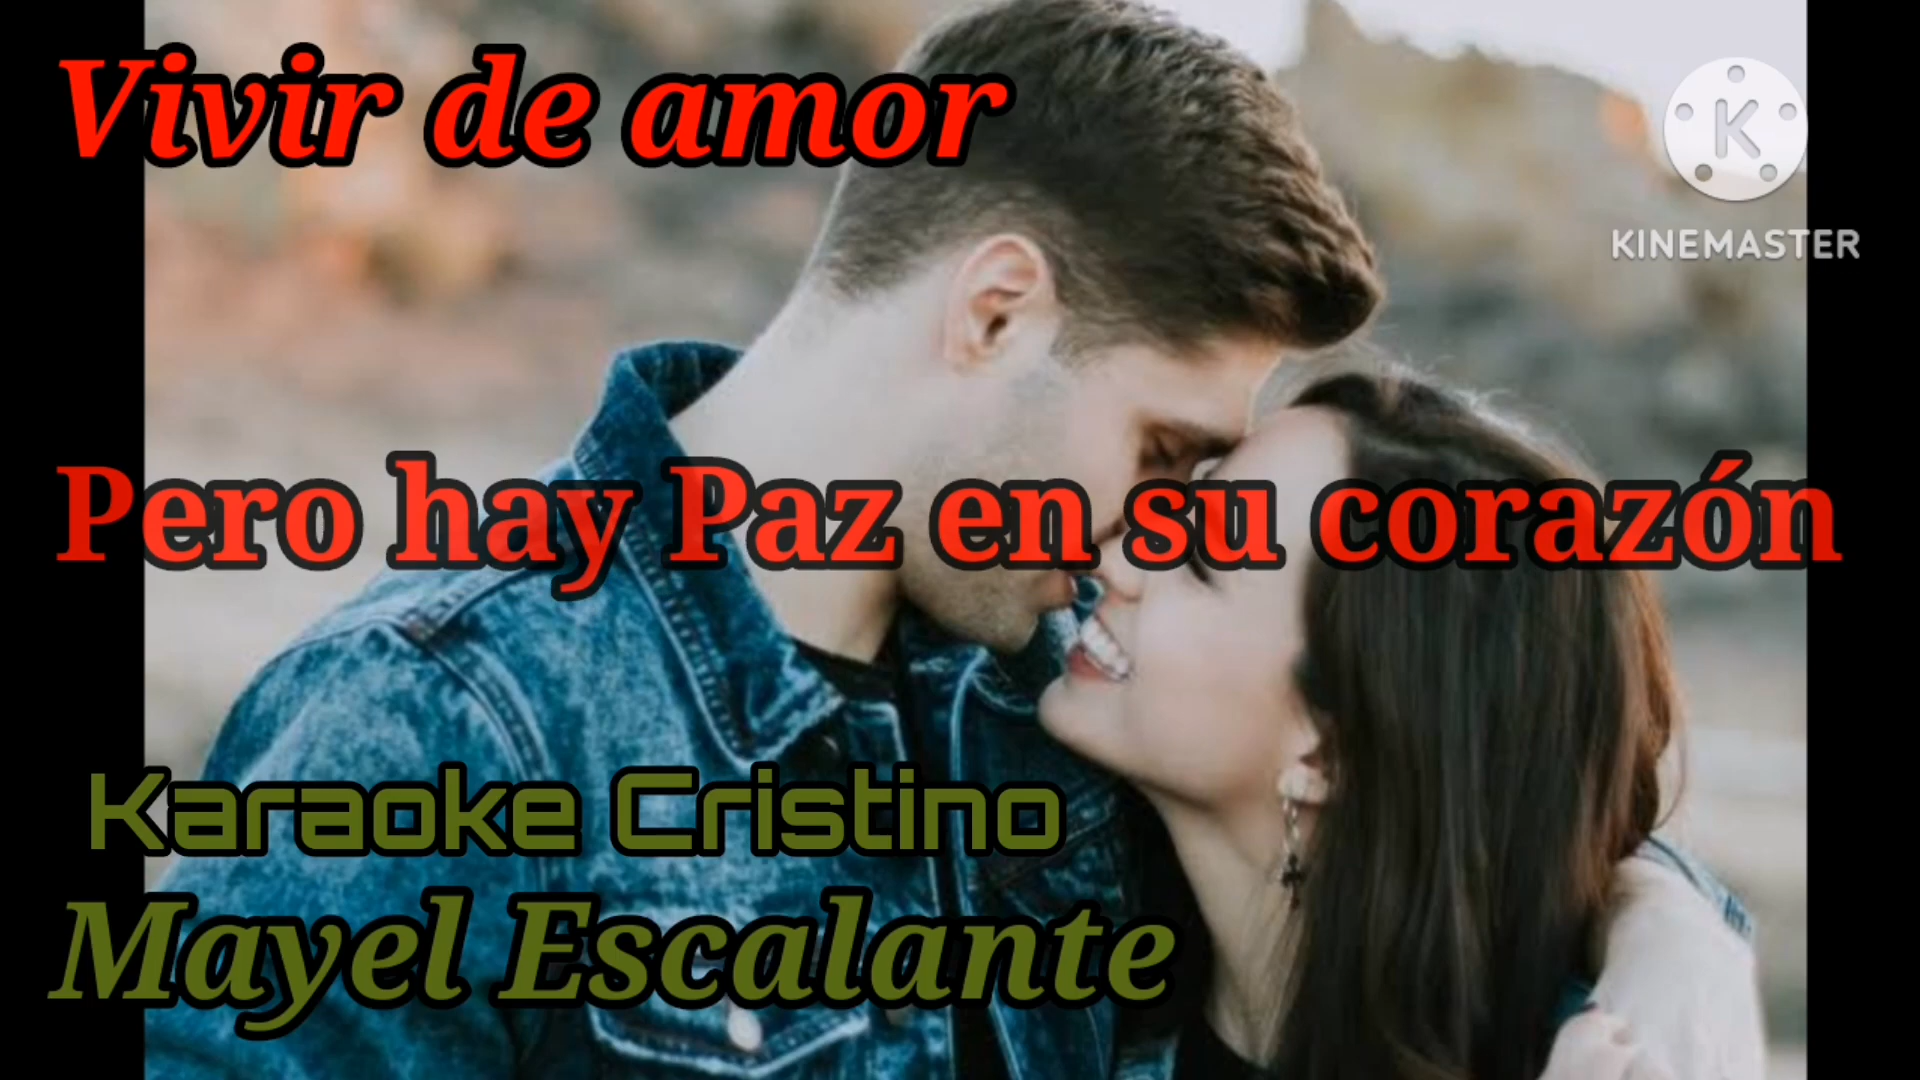 Vivir de amor
K
KINEMASTER
Pero hay Paz en su corazón
Karaoke Cristino
Mayel Escalante